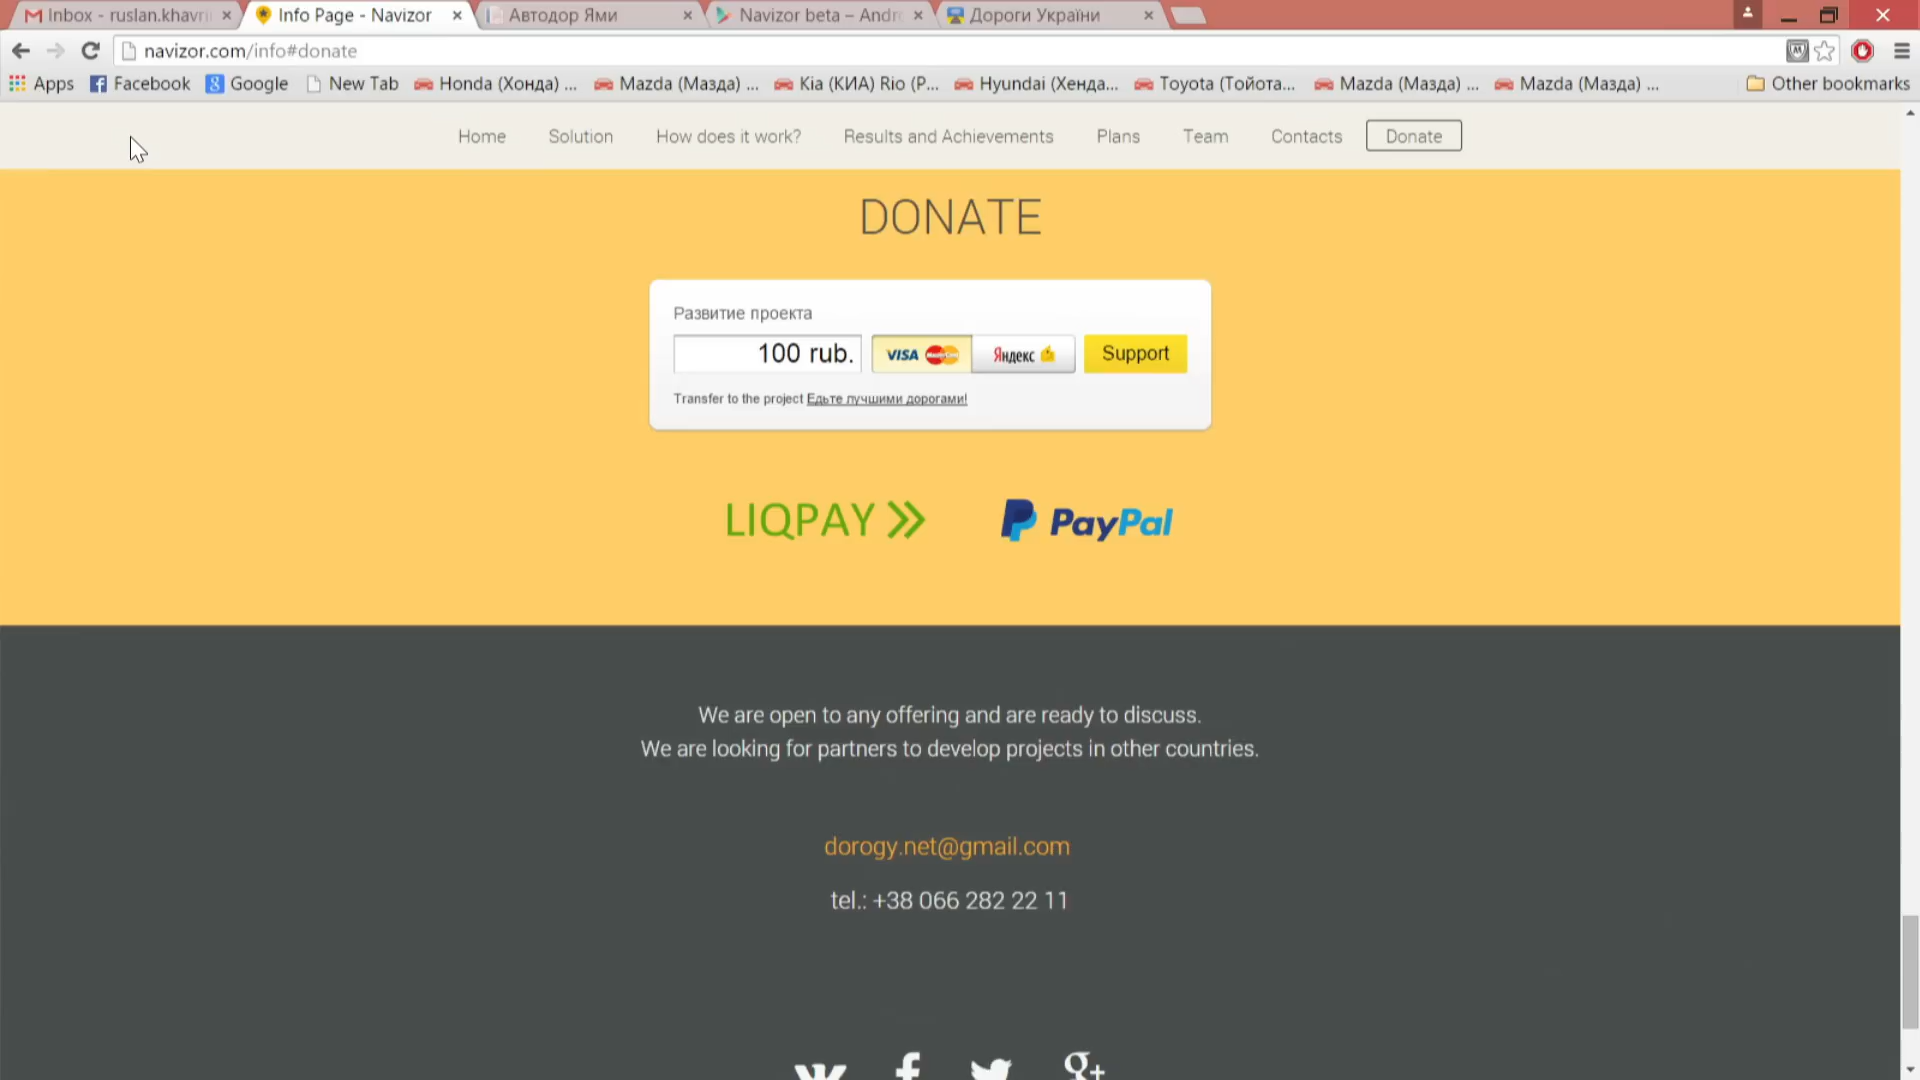 Inbox - ruslan.khavri
Info Page - Navizor
Автодор Ями
Navizor beta – Andr
Дороги України
navizor.com/info#donate
Apps
Facebook
Google
New Tab
Honda (Хонда) ...
Mazda (Мазда) ...
Kia (КИА) Rio (Р...
Hyundai (Хенда...
Toyota (Тойота...
Mazda (Мазда) ...
Mazda (Мазда) ...
Other bookmarks
Home
Solution
How does it work?
Results and Achievements
Plans
Team
Contacts
Donate
DONATE
Развитие проекта
100 rub.
VISA
MasterCard
Яндекс
Support
Transfer to the project Едьте лучшими дорогами!
LIQPAY
PayPal
We are open to any offering and are ready to discuss.
We are looking for partners to develop projects in other countries.
dorogy.net@gmail.com
tel.: +38 066 282 22 11